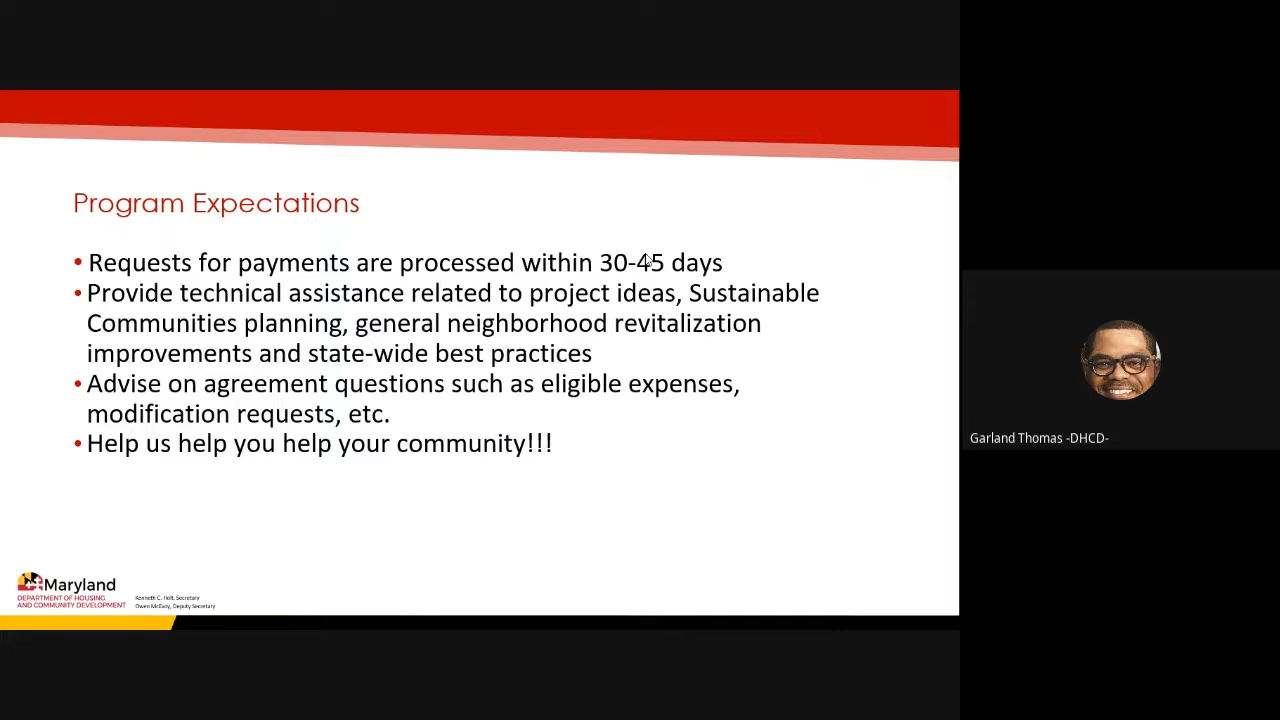 Program Expectations
• Requests for payments are processed within 30-45 days
• Provide technical assistance related to project ideas, Sustainable
Communities planning, general neighborhood revitalization
improvements and state-wide best practices
• Advise on agreement questions such as eligible expenses,
modification requests, etc.
• Help us help you help your community!!!
Garland Thomas -DHCD-
Maryland
DEPARTMENT OF HOUSING
AND COMMUNITY DEVELOPMENT
Kenneth C. Holt, Secretary
Owen McEvoy, Deputy Secretary